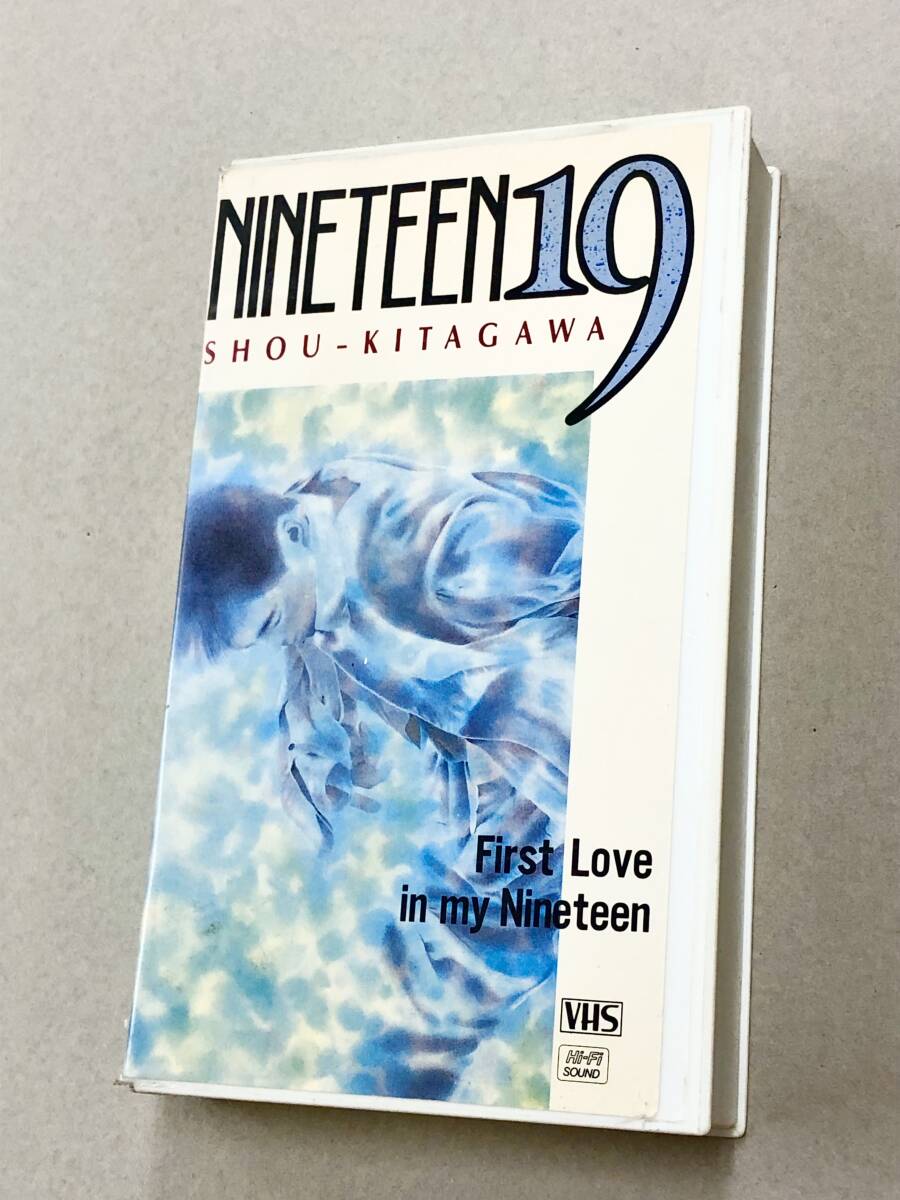 NINETEEN19
SHOU-KITAGAWA
First Love
in my Nineteen
VHS
Hi-Fi
SOUND